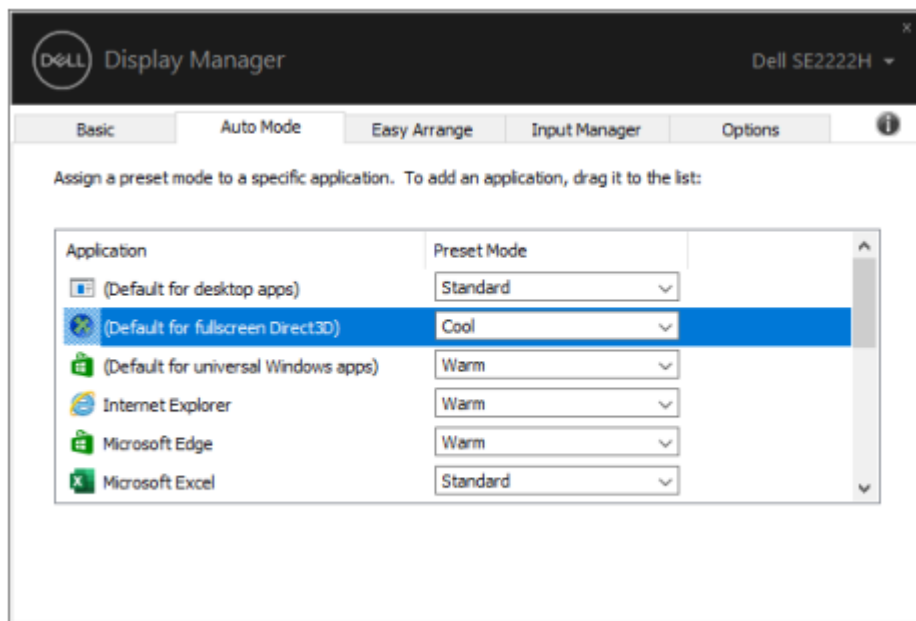 DELL Display Manager Dell SE2222H
Basic Auto Mode Easy Arrange Input Manager Options
Assign a preset mode to a specific application. To add an application, drag it to the list:
Application Preset Mode
(Default for desktop apps) Standard
(Default for fullscreen Direct3D) Cool
(Default for universal Windows apps) Warm
Internet Explorer Warm
Microsoft Edge Warm
Microsoft Excel Standard